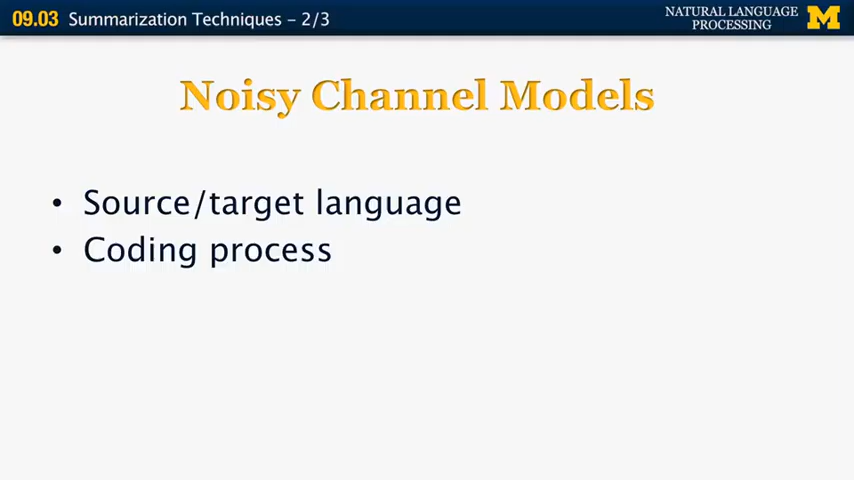 09.03 Summarization Techniques – 2/3
NATURAL LANGUAGE
PROCESSING
M
Noisy Channel Models
• Source/target language
• Coding process